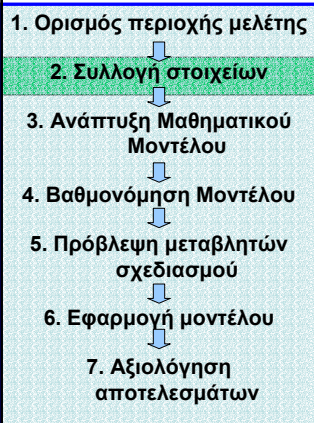 1. Ορισμός περιοχής μελέτης
2. Συλλογή στοιχείων
3. Ανάπτυξη Μαθηματικού
Μοντέλου
4. Βαθμονόμηση Μοντέλου
5. Πρόβλεψη μεταβλητών
σχεδιασμού
6. Εφαρμογή μοντέλου
7. Αξιολόγηση
αποτελεσμάτων